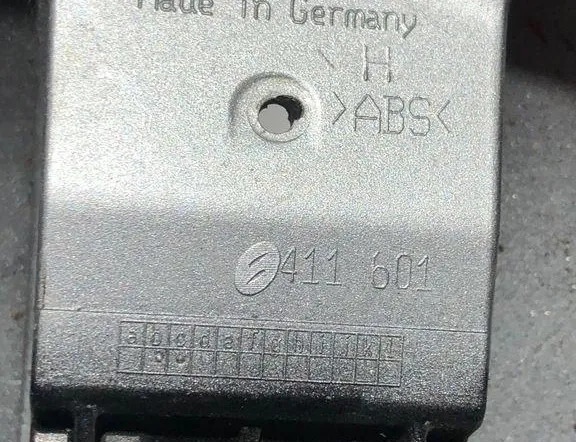 Made in Germany
H
>ABS<
411 601
a b c d a f g h i j k l